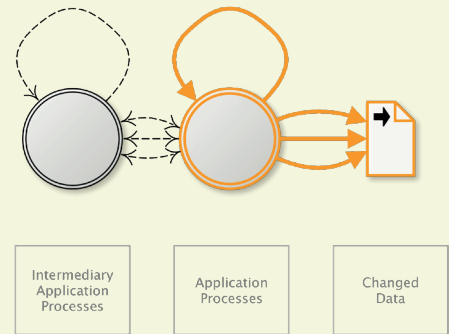 Intermediary
Application
Processes
Application
Processes
Changed
Data